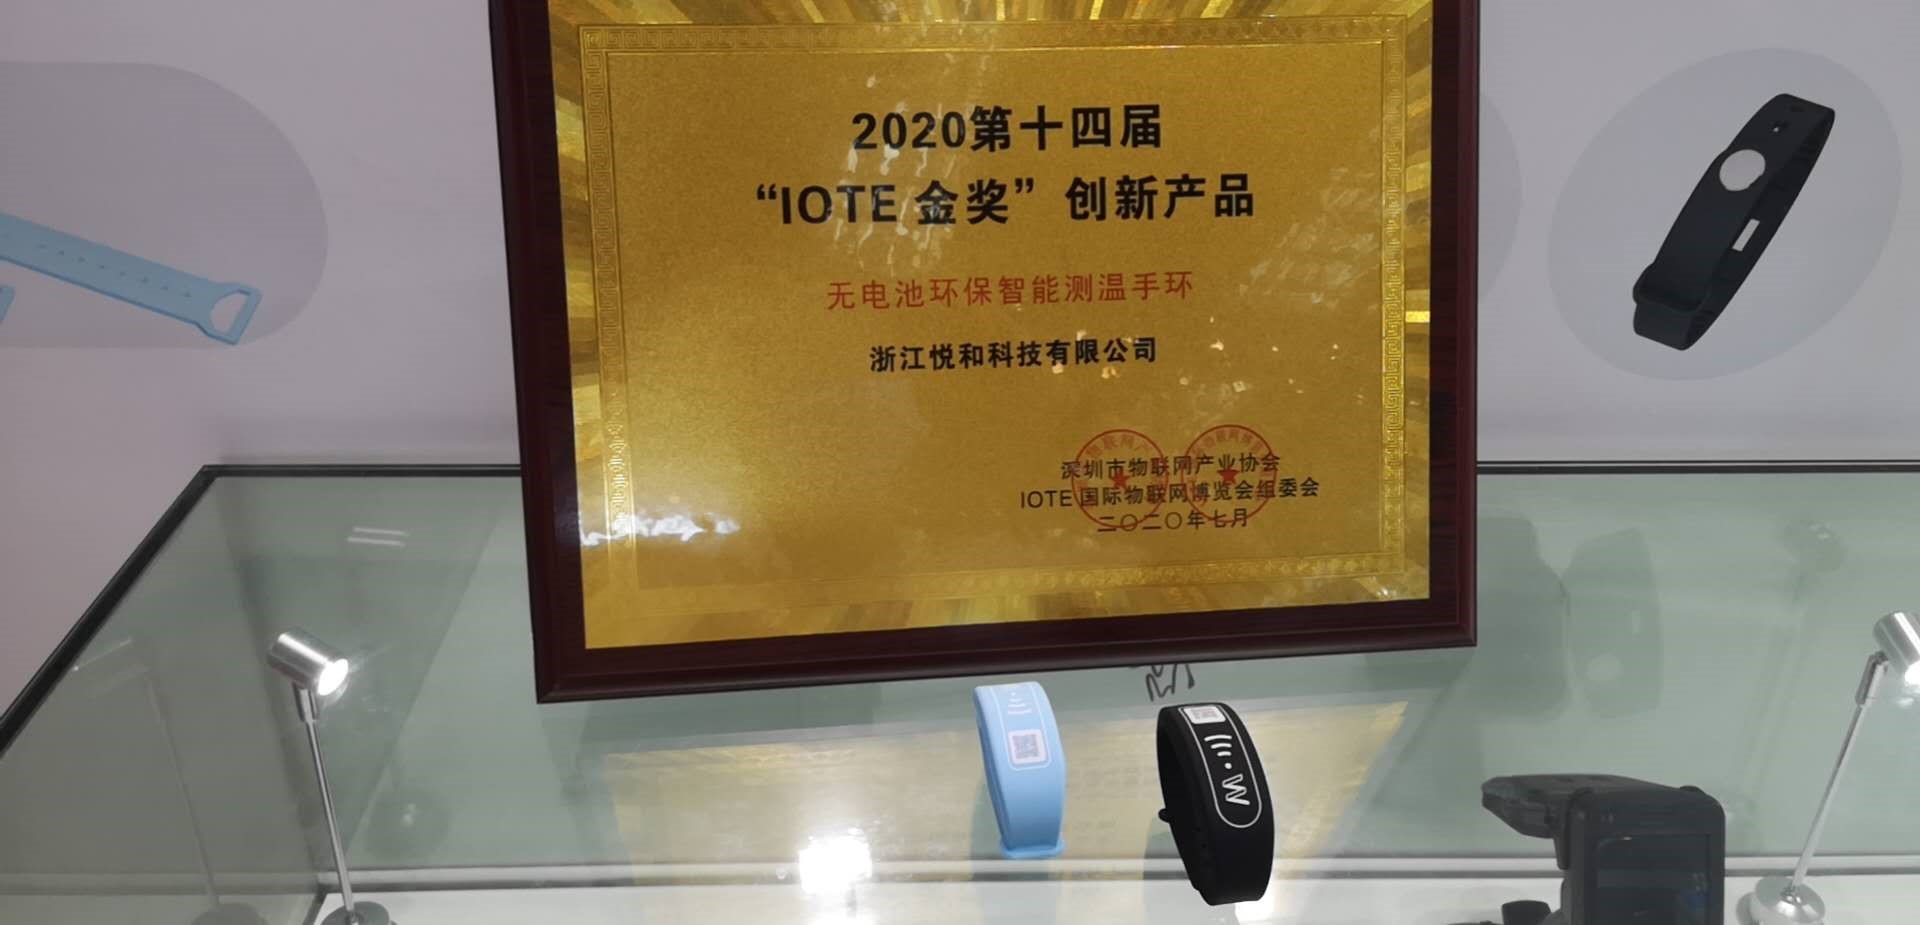 2020第十四届
“IOTE 金奖”创新产品
无电池环保智能测温手环
浙江悦和科技有限公司
深圳市物联网产业协会
IOTE 国际物联网博览会组委会
二〇二〇年七月
W